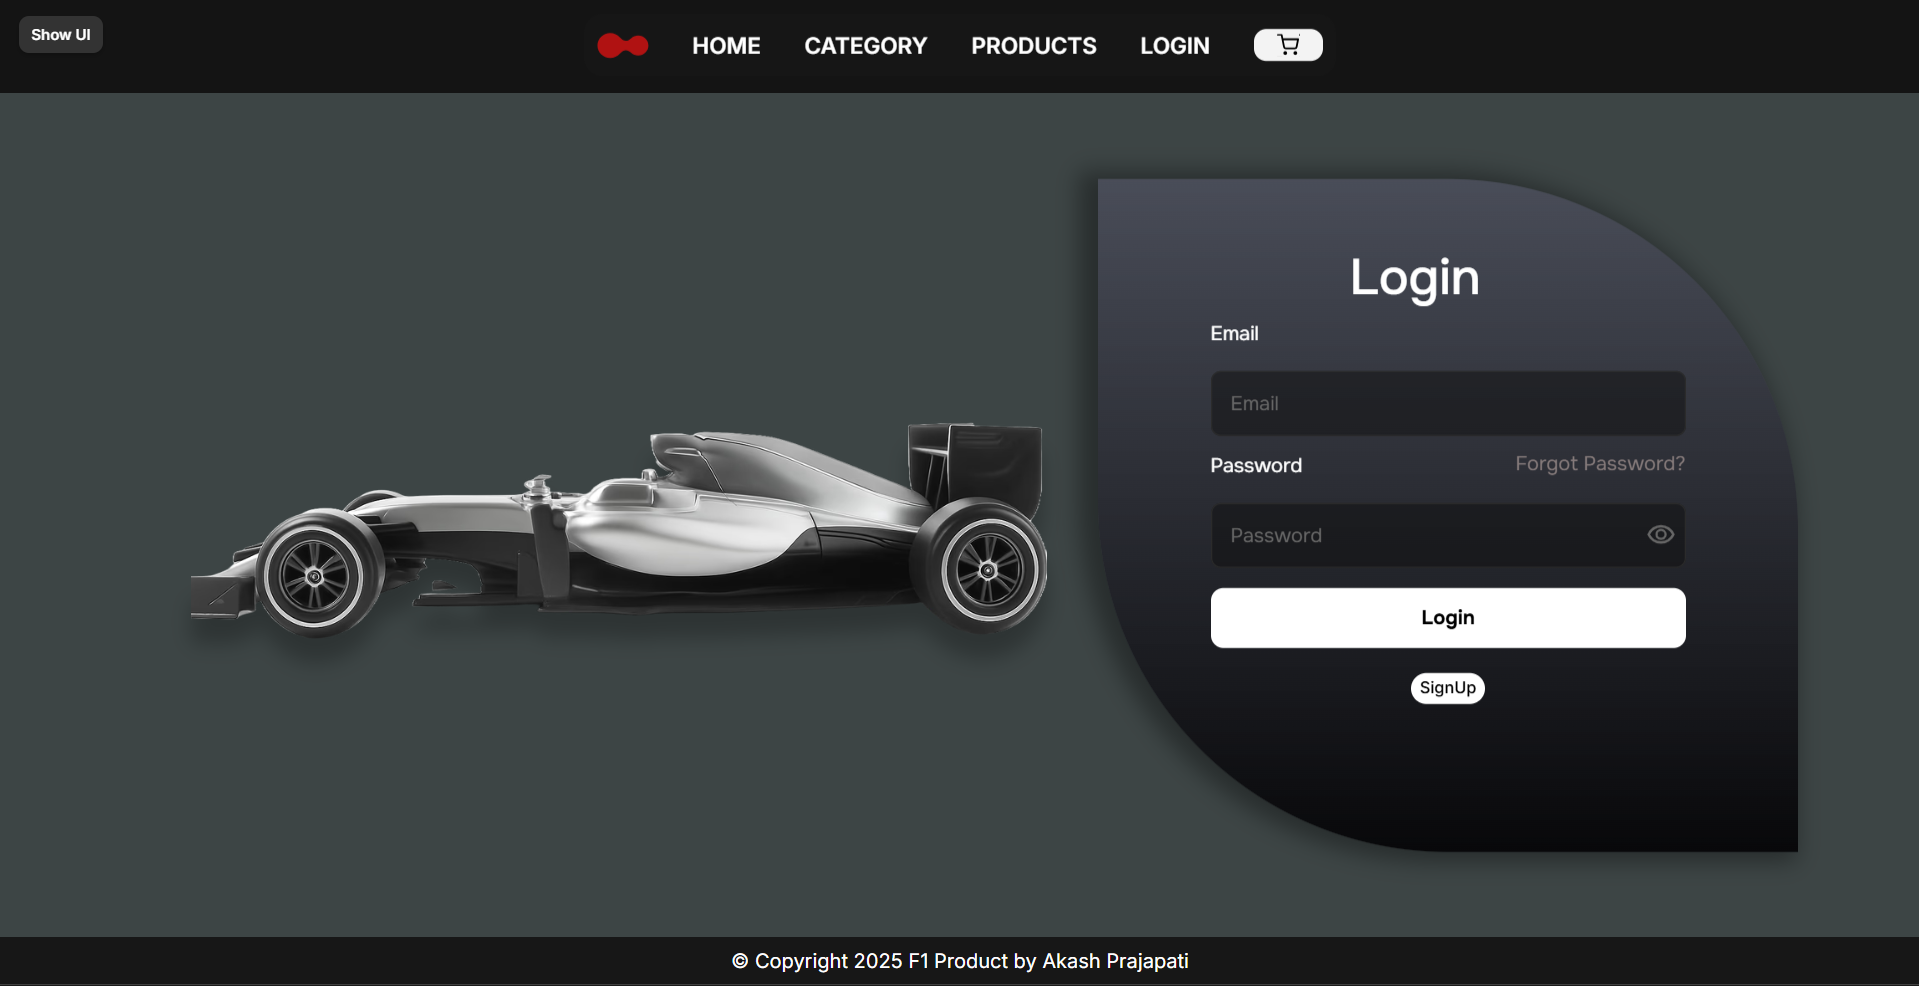 Show UI
HOME CATEGORY PRODUCTS LOGIN
Login
Email
Email
Password Forgot Password?
Password
Login
SignUp
© Copyright 2025 F1 Product by Akash Prajapati